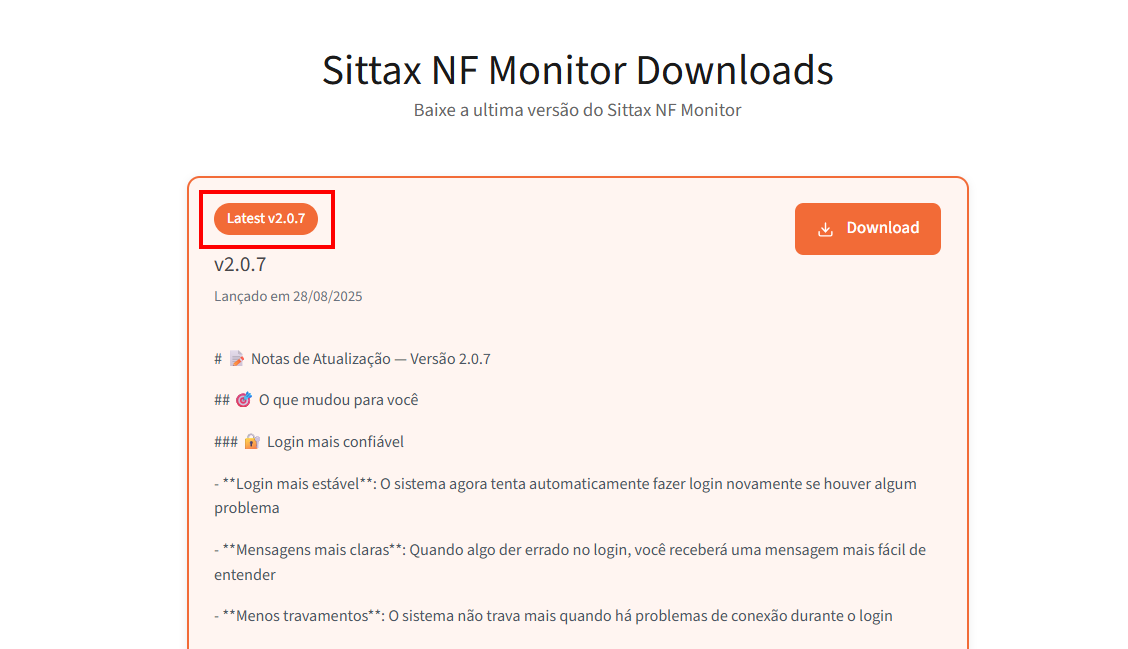 Sittax NF Monitor Downloads
Baixe a ultima versão do Sittax NF Monitor
Latest v2.0.7
Download
v2.0.7
Lançado em 28/08/2025
# 📝 Notas de Atualização — Versão 2.0.7
## 🎯 O que mudou para você
### 🔐 Login mais confiável
- **Login mais estável**: O sistema agora tenta automaticamente fazer login novamente se houver algum
problema
- **Mensagens mais claras**: Quando algo der errado no login, você receberá uma mensagem mais fácil de
entender
- **Menos travamentos**: O sistema não trava mais quando há problemas de conexão durante o login